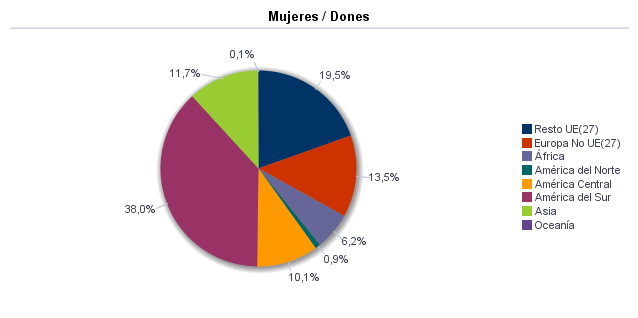 Mujeres / Dones
0,1%
11,7%
19,5%
13,5%
38,0%
6,2%
0,9%
10,1%
Resto UE(27)
Europa No UE(27)
África
América del Norte
América Central
América del Sur
Asia
Oceanía